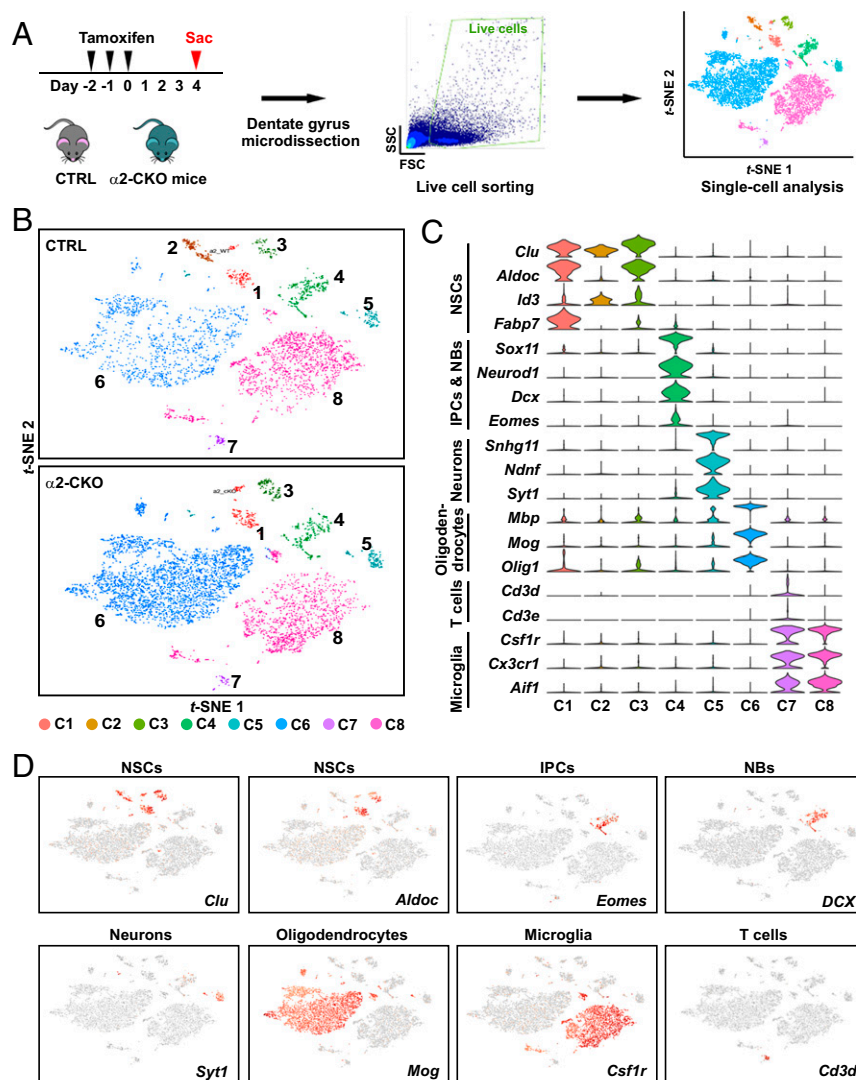 A
Tamoxifen
Sac
Day -2 -1 0 1 2 3 4
CTRL
α2-CKO mice
Dentate gyrus
microdissection
Live cells
SSC
FSC
Live cell sorting
t-SNE 2
t-SNE 1
Single-cell analysis
B
CTRL
2
a2_WT
3
1
4
5
6
8
7
t-SNE 2
α2-CKO
a2_cKO
3
1
4
5
6
8
7
t-SNE 1
C1 C2 C3 C4 C5 C6 C7 C8
C
NSCs
Clu
Aldoc
Id3
Fabp7
IPCs & NBs
Sox11
Neurod1
Dcx
Eomes
Neurons
Snhg11
Ndnf
Syt1
Oligoden-
drocytes
Mbp
Mog
Olig1
T cells
Cd3d
Cd3e
Microglia
Csf1r
Cx3cr1
Aif1
C1 C2 C3 C4 C5 C6 C7 C8
D
NSCs
Clu
NSCs
Aldoc
IPCs
Eomes
NBs
DCX
Neurons
Syt1
Oligodendrocytes
Mog
Microglia
Csf1r
T cells
Cd3d